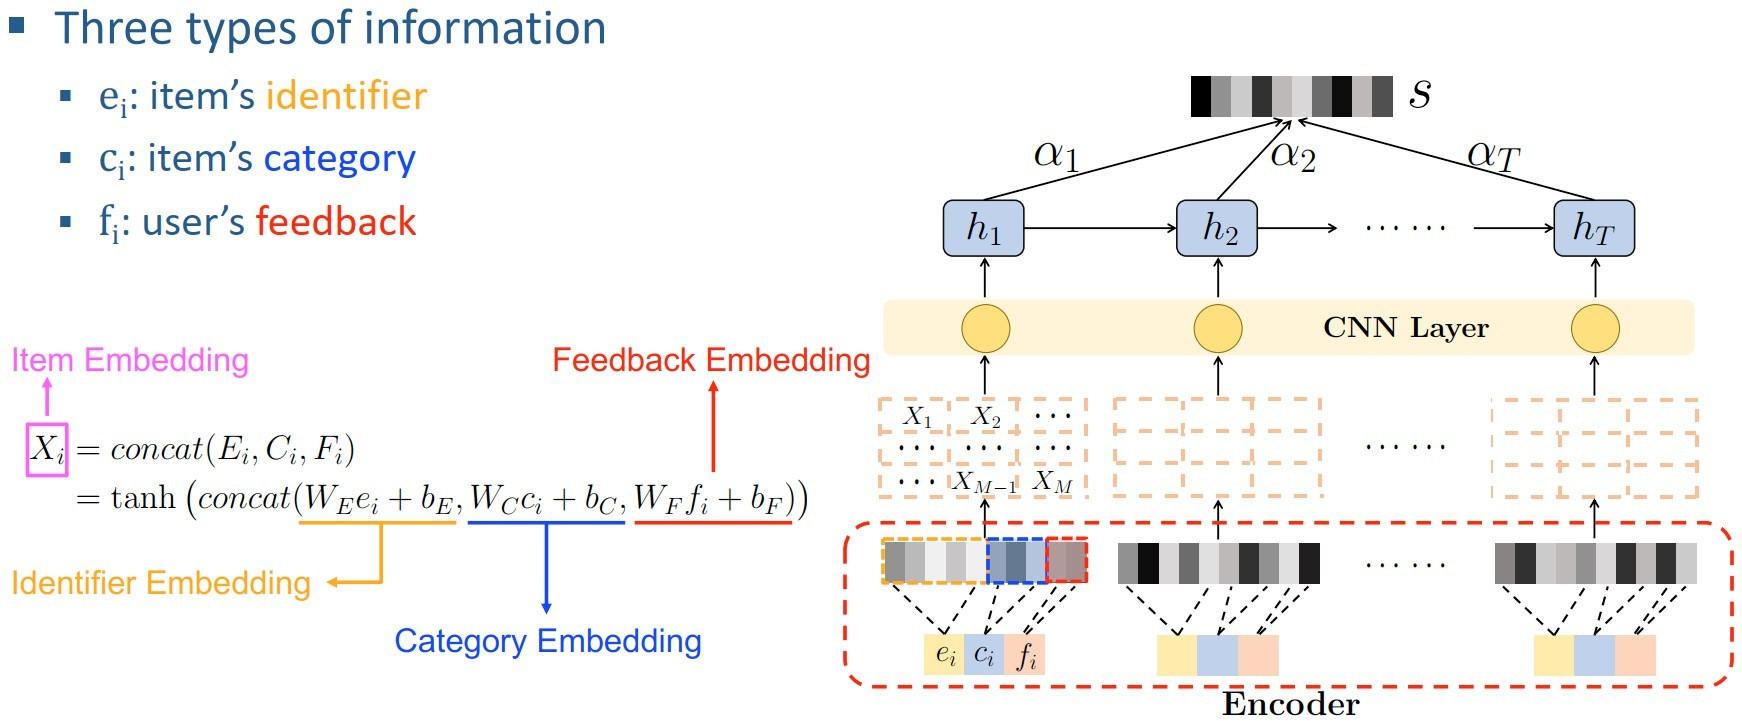 ▪ Three types of information
▪ eᵢ: item's identifier
▪ cᵢ: item's category
▪ fᵢ: user's feedback
Item Embedding
Feedback Embedding
Xᵢ = concat(Eᵢ, Cᵢ, Fᵢ)
= tanh (concat(W_E eᵢ + b_E, W_C cᵢ + b_C, W_F fᵢ + b_F))
Identifier Embedding
Category Embedding
s
α₁ α₂ α_T
h₁ h₂ ⋯⋯ h_T
CNN Layer
X₁ X₂ ⋯
⋯ ⋯ ⋯ ⋯⋯
⋯ X_{M−1} X_M
⋯⋯
eᵢ cᵢ fᵢ
Encoder